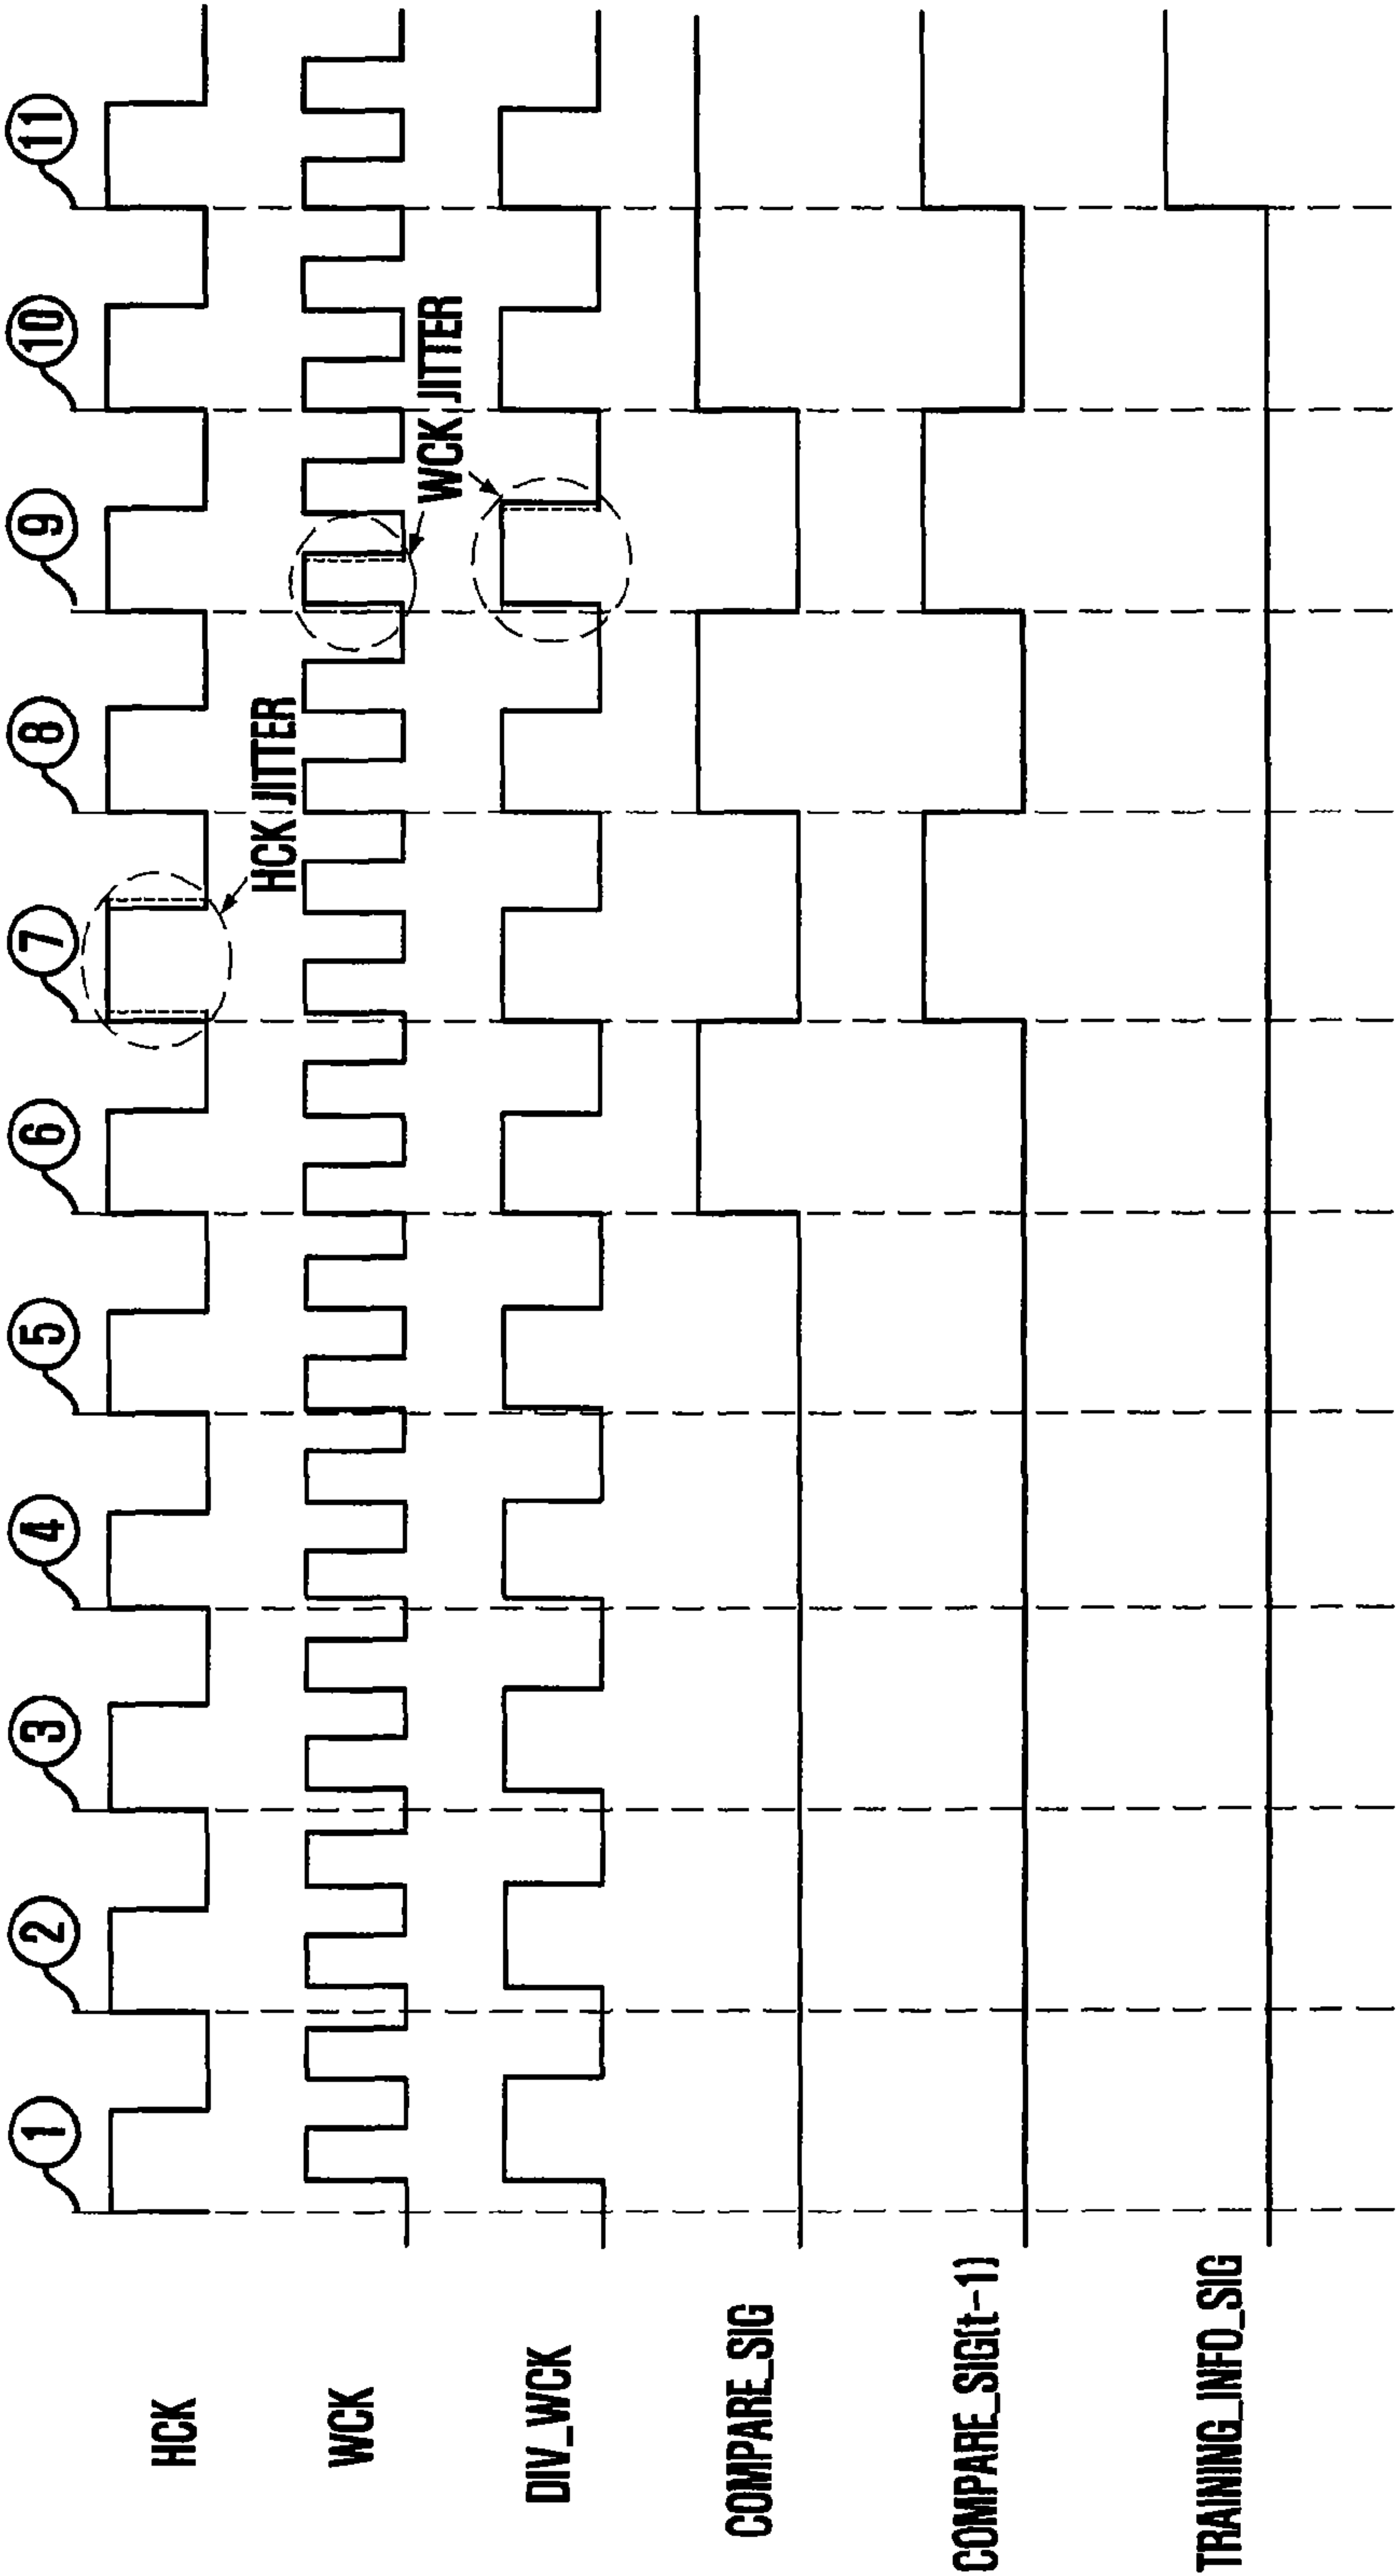 1 2 3 4 5 6 7 8 9 10 11
HCK
HCK JITTER
WCK
WCK JITTER
DIV_WCK
COMPARE_SIG
COMPARE_SIG(t-1)
TRAINING_INFO_SIG